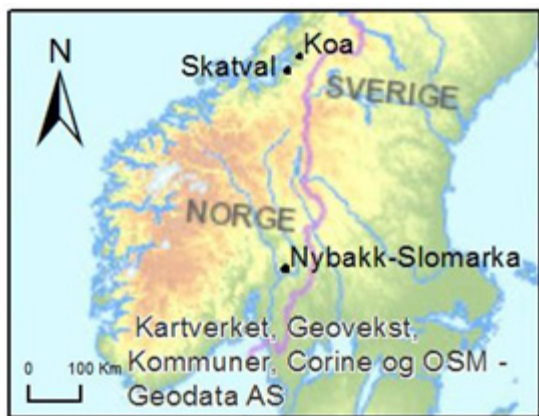 N
Koa
Skatval
SVERIGE
NORGE
Nybakk-Slomarka
Kartverket, Geovekst,
0 100 Km Kommuner, Corine og OSM -
Geodata AS